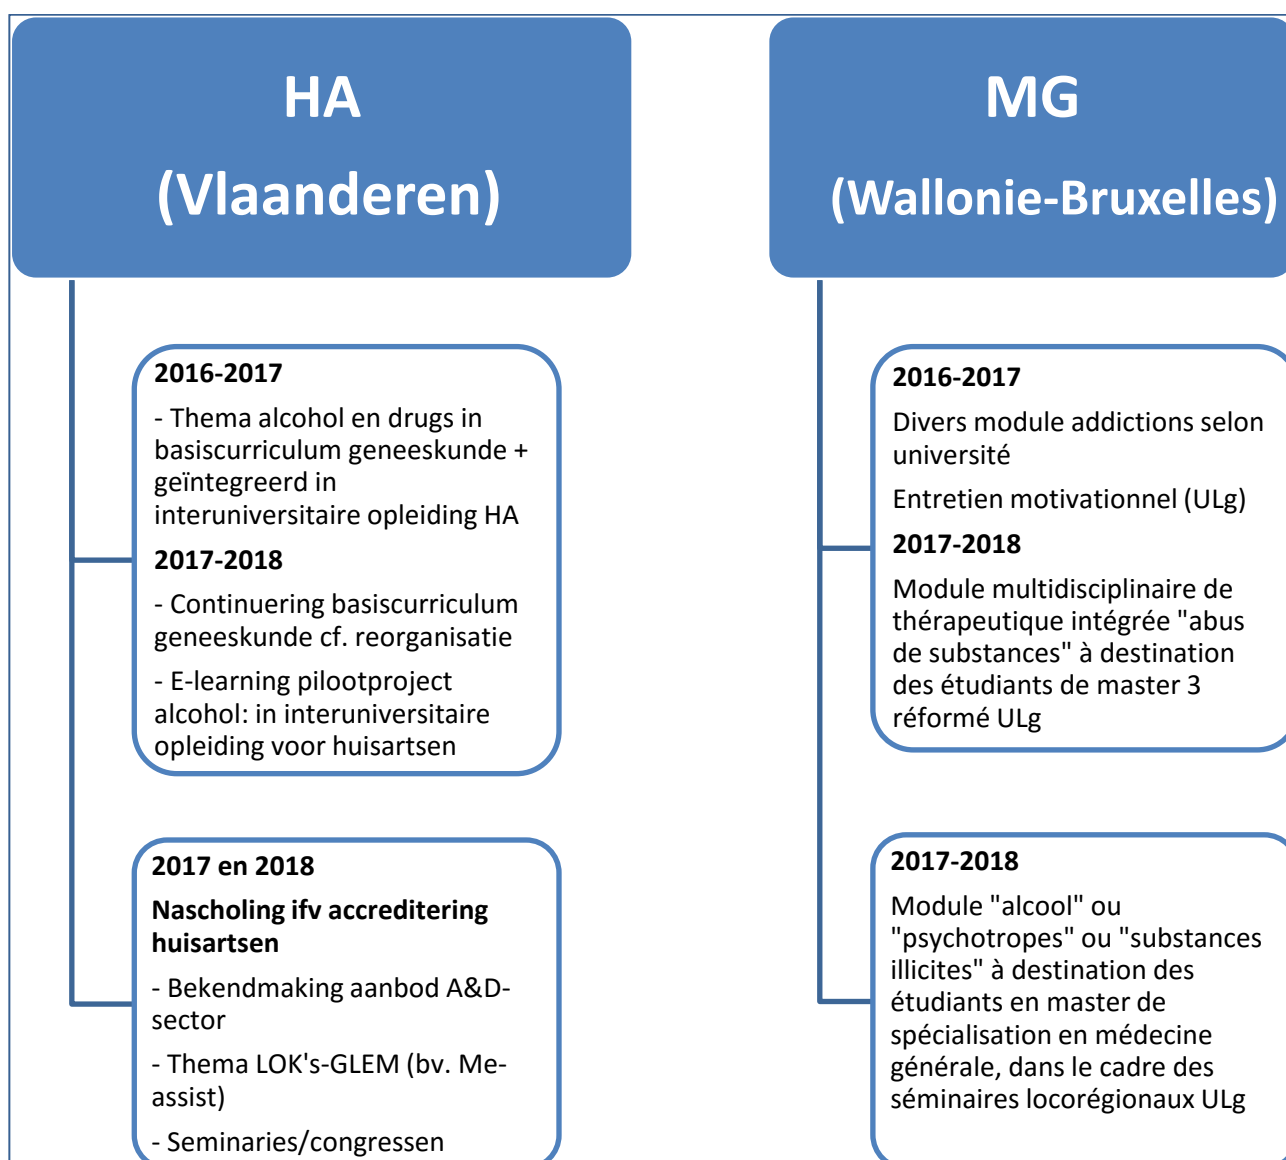 HA
(Vlaanderen)
2016-2017
- Thema alcohol en drugs in
basiscurriculum geneeskunde +
geïntegreerd in
interuniversitaire opleiding HA
2017-2018
- Continuering basiscurriculum
geneeskunde cf. reorganisatie
- E-learning pilootproject
alcohol: in interuniversitaire
opleiding voor huisartsen
2017 en 2018
Nascholing ifv accreditering
huisartsen
- Bekendmaking aanbod A&D-
sector
- Thema LOK's-GLEM (bv. Me-
assist)
- Seminaries/congressen
MG
(Wallonie-Bruxelles)
2016-2017
Divers module addictions selon
université
Entretien motivationnel (ULg)
2017-2018
Module multidisciplinaire de
thérapeutique intégrée "abus
de substances" à destination
des étudiants de master 3
réformé ULg
2017-2018
Module "alcool" ou
"psychotropes" ou "substances
illicites" à destination des
étudiants en master de
spécialisation en médecine
générale, dans le cadre des
séminaires locorégionaux ULg